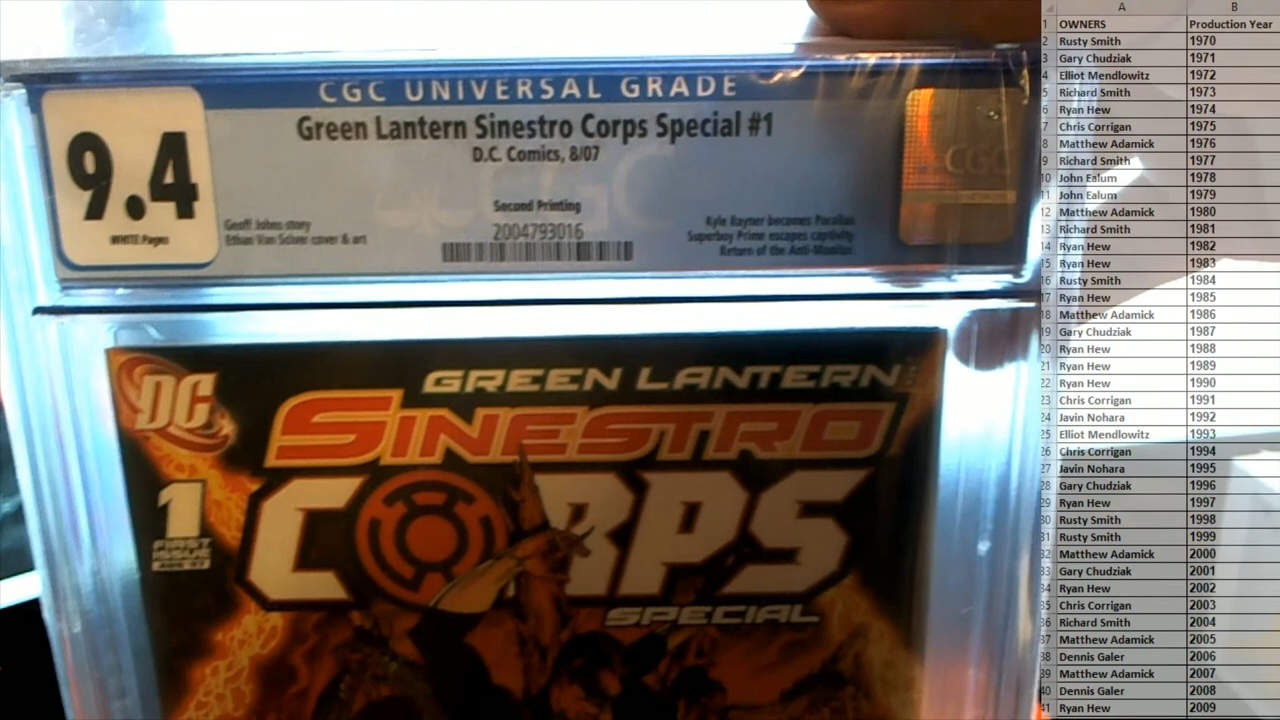 CGC UNIVERSAL GRADE
9.4
WHITE Pages
Green Lantern Sinestro Corps Special #1
D.C. Comics, 8/07
Second Printing
2004793016
Geoff Johns story
Ethan Van Sciver cover & art
Kyle Rayner becomes Parallax
Superboy Prime escapes captivity
Return of the Anti-Monitor
CGC
DC
GREEN LANTERN
SINESTRO
CORPS
SPECIAL
1
FIRST
ISSUE
AUG '07
A B
1 OWNERS Production Year
2 Rusty Smith 1970
3 Gary Chudziak 1971
4 Elliot Mendlowitz 1972
5 Richard Smith 1973
6 Ryan Hew 1974
7 Chris Corrigan 1975
8 Matthew Adamick 1976
9 Richard Smith 1977
10 John Ealum 1978
11 John Ealum 1979
12 Matthew Adamick 1980
13 Richard Smith 1981
14 Ryan Hew 1982
15 Ryan Hew 1983
16 Rusty Smith 1984
17 Ryan Hew 1985
18 Matthew Adamick 1986
19 Gary Chudziak 1987
20 Ryan Hew 1988
21 Ryan Hew 1989
22 Ryan Hew 1990
23 Chris Corrigan 1991
24 Javin Nohara 1992
25 Elliot Mendlowitz 1993
26 Chris Corrigan 1994
27 Javin Nohara 1995
28 Gary Chudziak 1996
29 Ryan Hew 1997
30 Rusty Smith 1998
31 Rusty Smith 1999
32 Matthew Adamick 2000
33 Gary Chudziak 2001
34 Ryan Hew 2002
35 Chris Corrigan 2003
36 Richard Smith 2004
37 Matthew Adamick 2005
38 Dennis Galer 2006
39 Matthew Adamick 2007
40 Dennis Galer 2008
41 Ryan Hew 2009